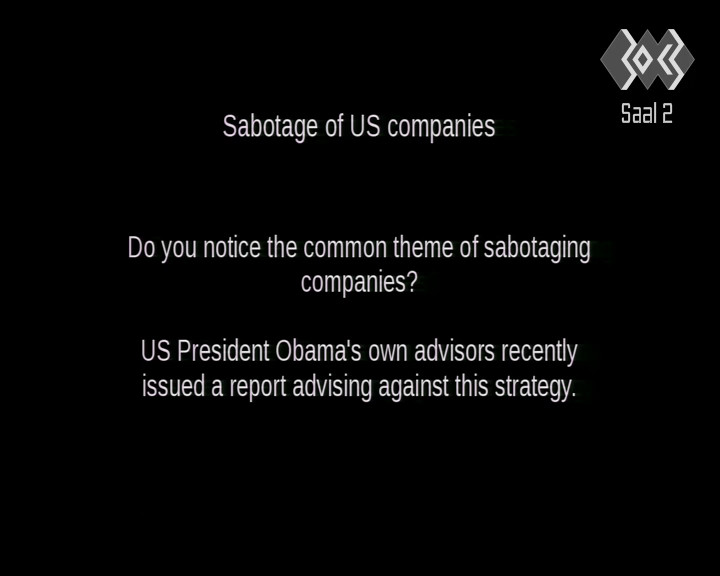 30C3
Saal 2
Sabotage of US companies
Do you notice the common theme of sabotaging
companies?
US President Obama's own advisors recently
issued a report advising against this strategy.